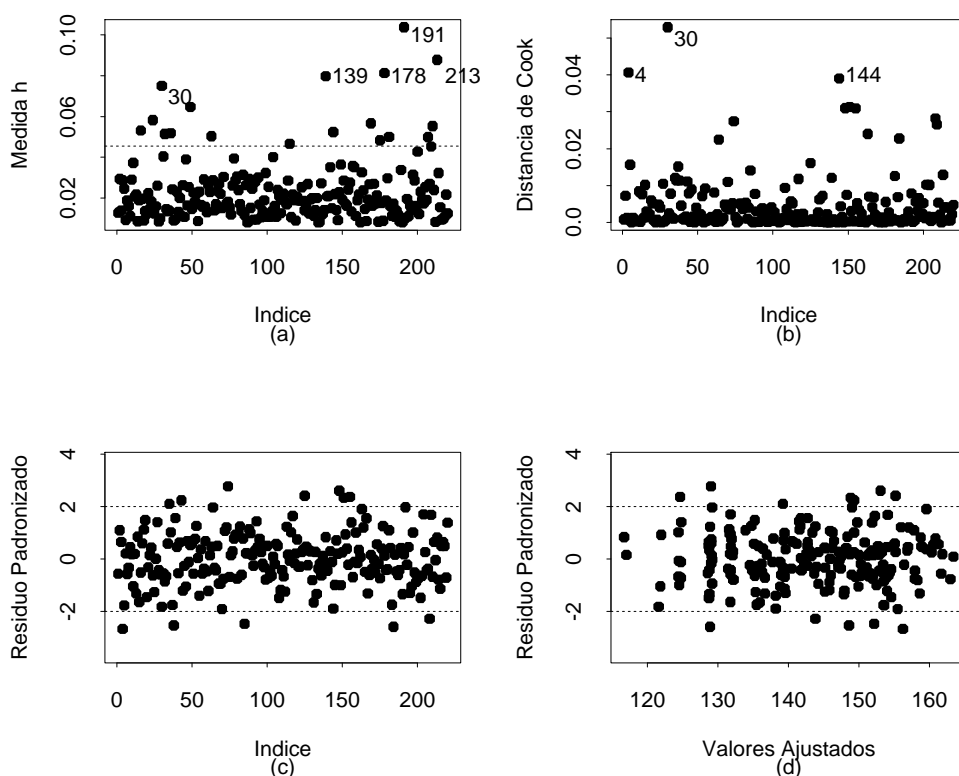 Medida h
0.02 0.06 0.10
191
139
178
213
30
0 50 100 150 200
Indice
(a)
Distancia de Cook
0.0 0.02 0.04
30
4
144
0 50 100 150 200
Indice
(b)
Residuo Padronizado
-2 0 2 4
0 50 100 150 200
Indice
(c)
Residuo Padronizado
-2 0 2 4
120 130 140 150 160
Valores Ajustados
(d)